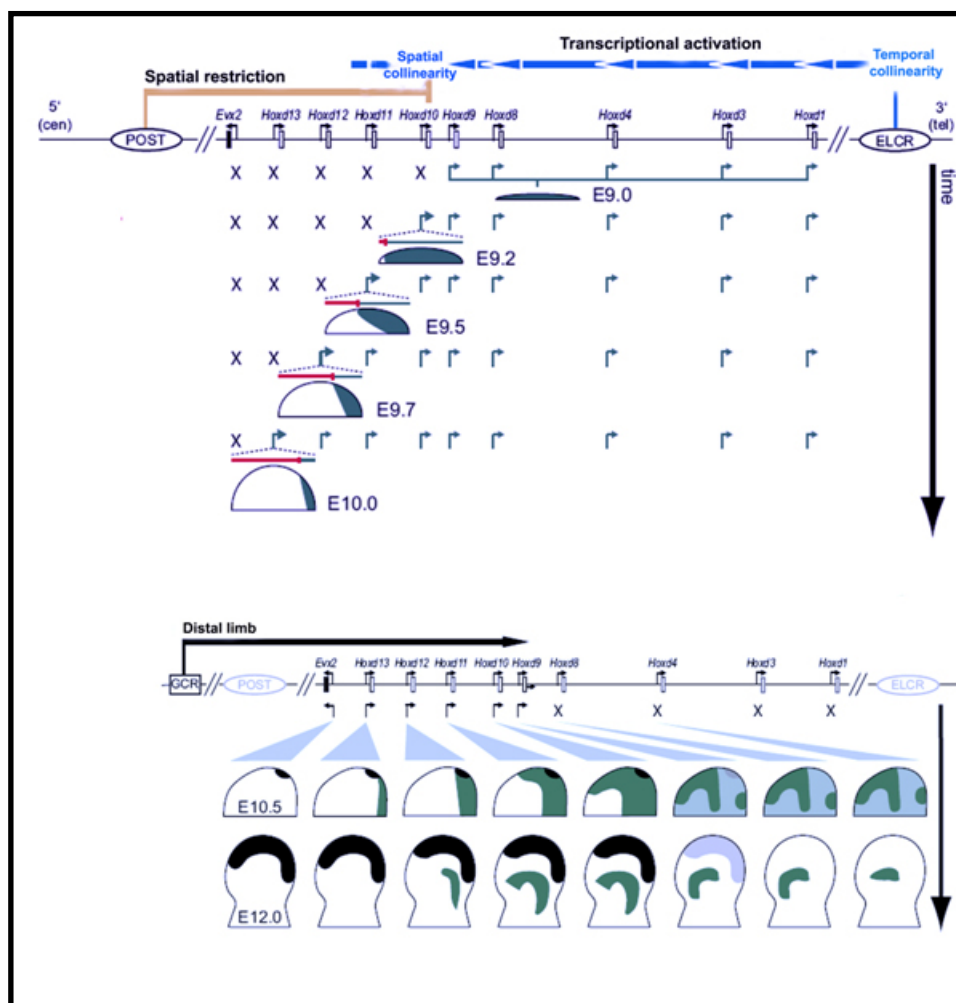 Transcriptional activation
Spatial collinearity
Temporal collinearity
Spatial restriction
5' (cen)
3' (tel)
Evx2 Hoxd13 Hoxd12 Hoxd11 Hoxd10 Hoxd9 Hoxd8 Hoxd4 Hoxd3 Hoxd1
POST // // ELCR
time
X X X X X
E9.0
X X X X
E9.2
X X X
E9.5
X X
E9.7
X
E10.0
Distal limb
Evx2 Hoxd13 Hoxd12 Hoxd11 Hoxd10 Hoxd9 Hoxd8 Hoxd4 Hoxd3 Hoxd1
GCR // POST // // ELCR
X X X X
E10.5
E12.0